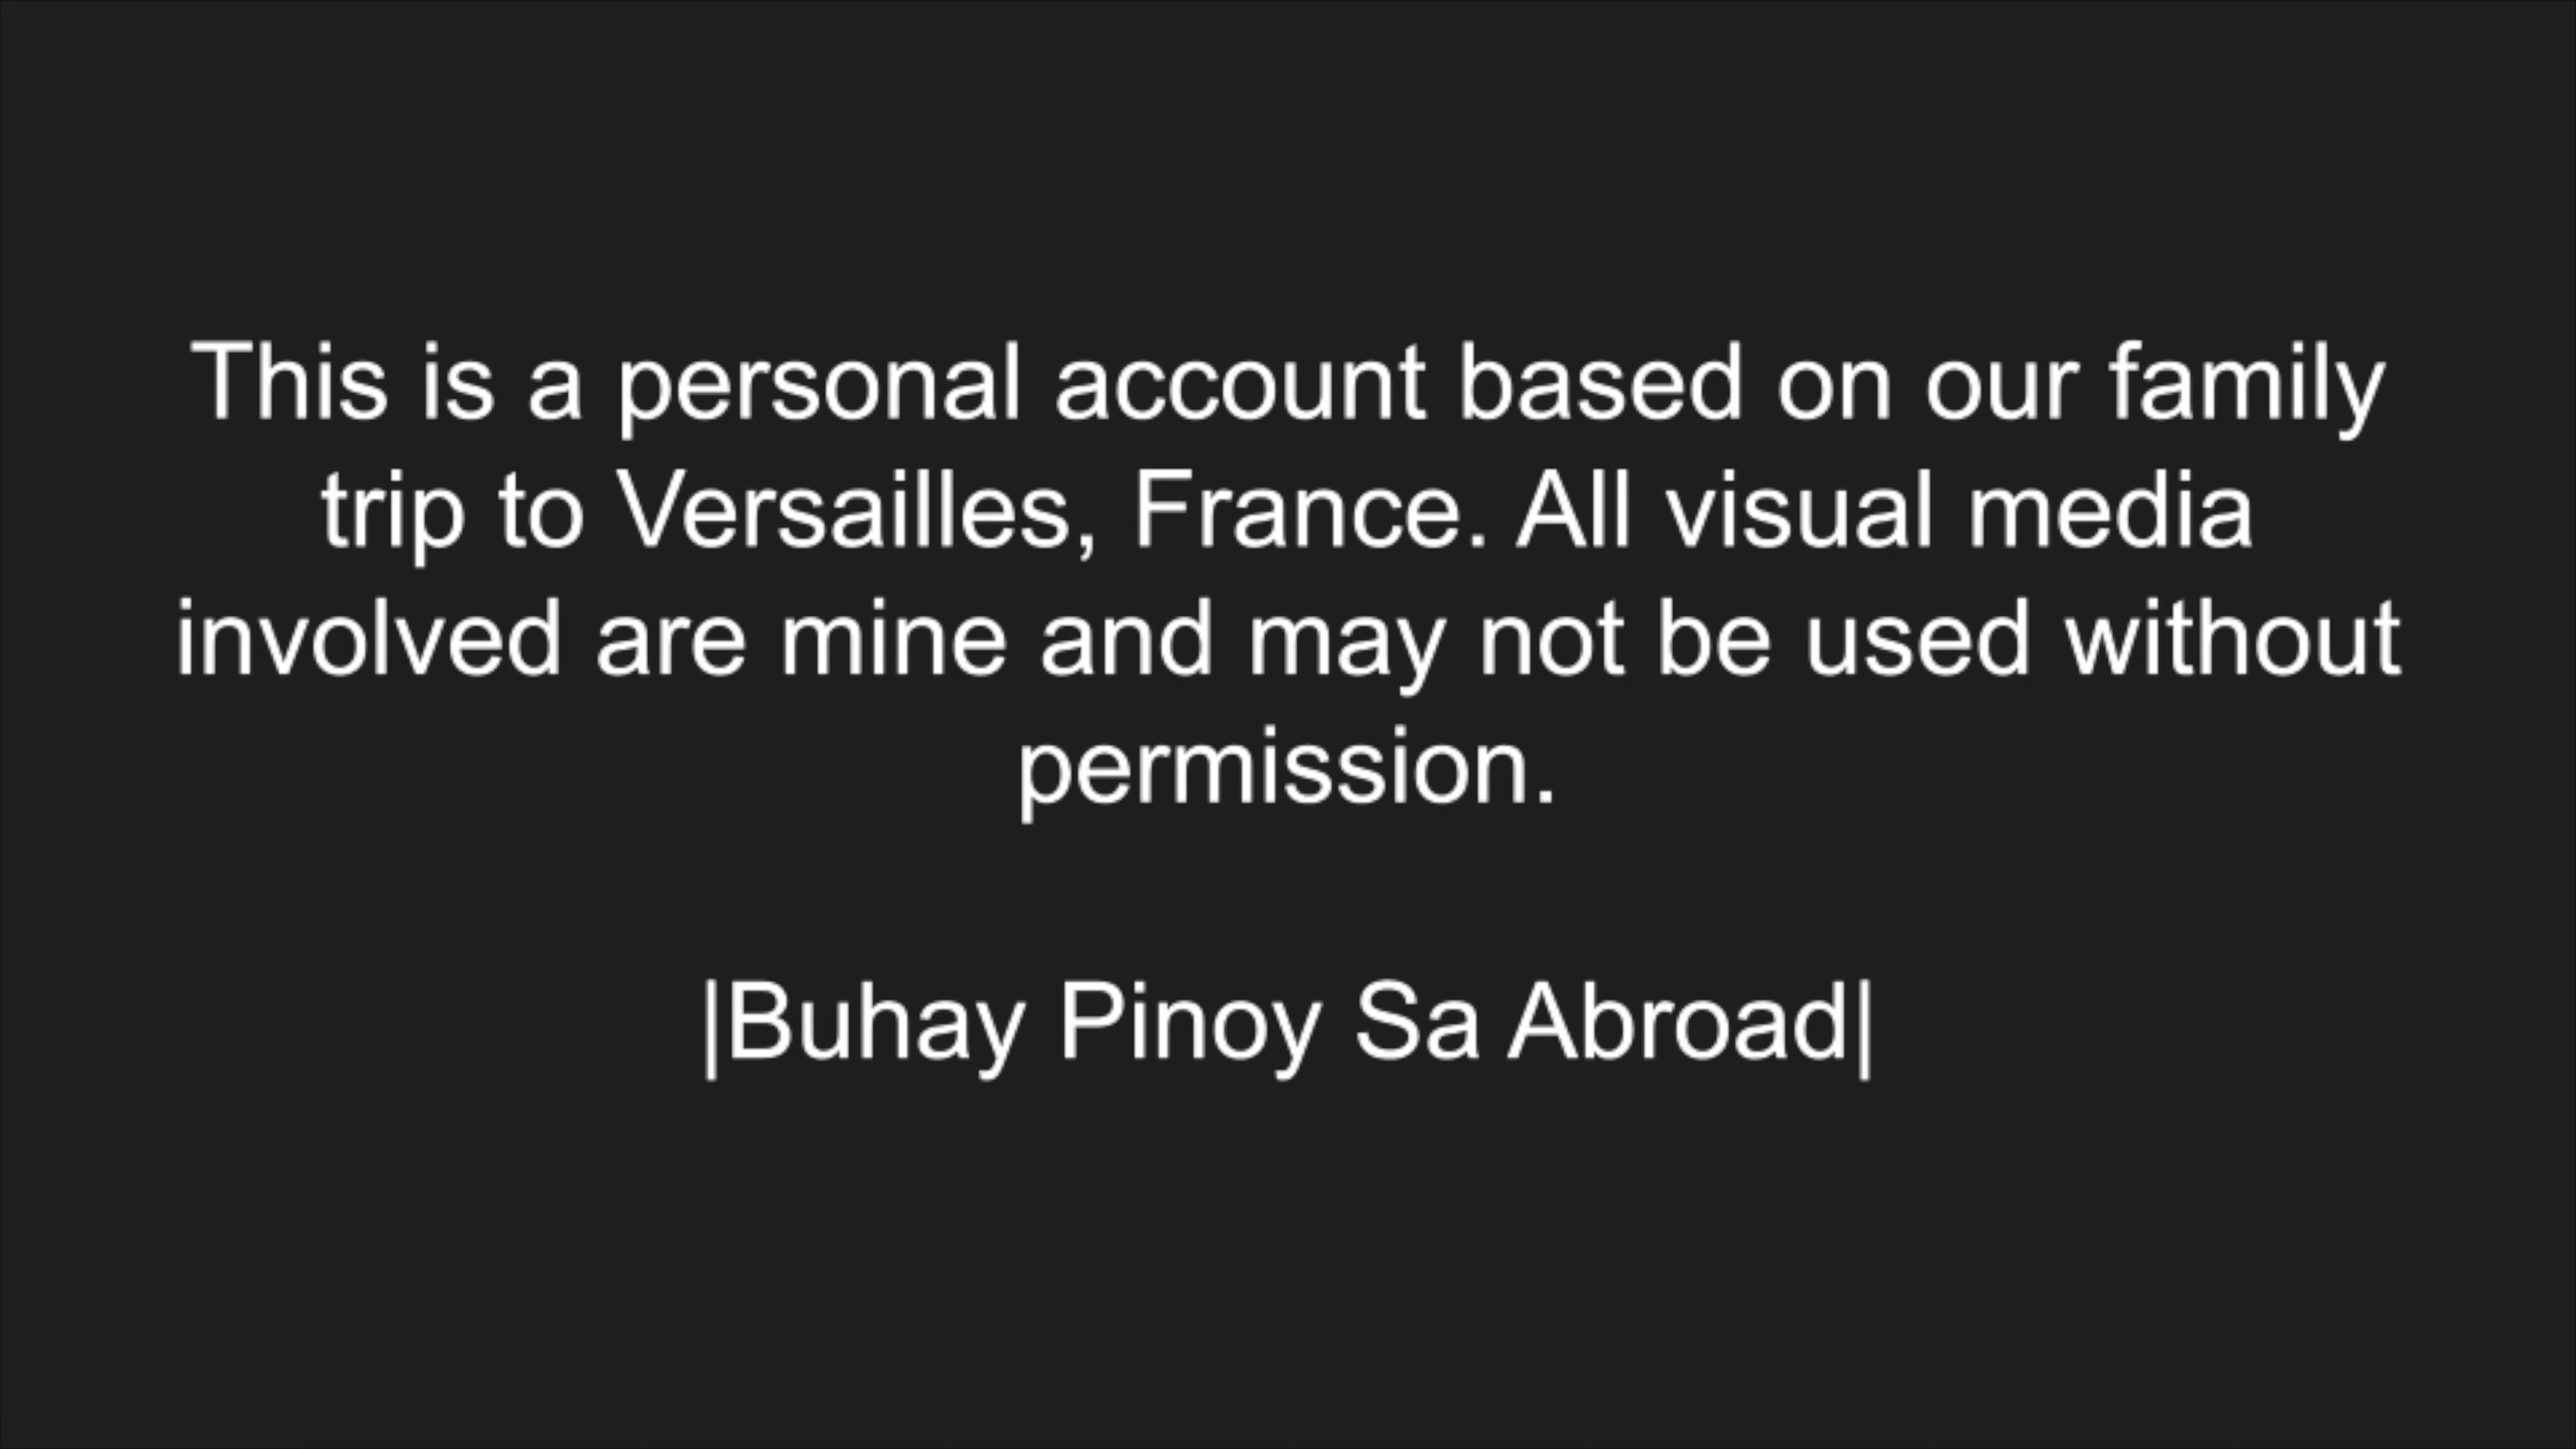 This is a personal account based on our family
trip to Versailles, France. All visual media
involved are mine and may not be used without
permission.
|Buhay Pinoy Sa Abroad|